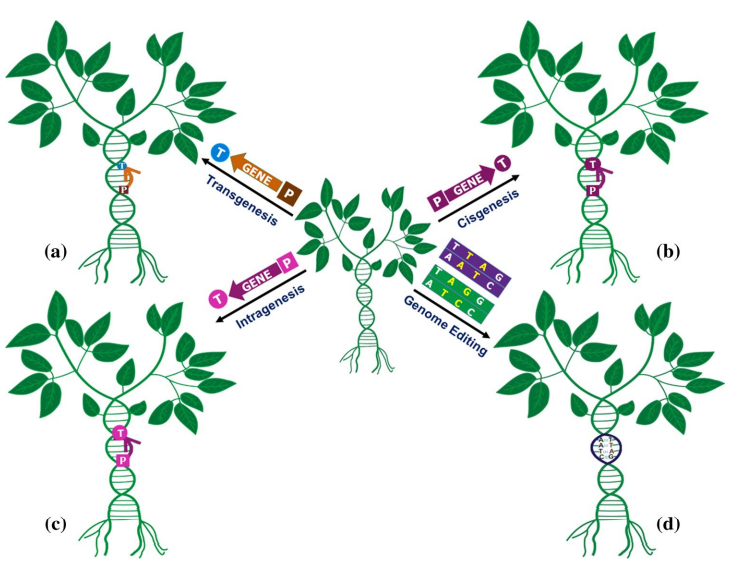 T GENE P
Transgenesis
T
P
(a)
P GENE T
Cisgenesis
T
P
(b)
T GENE P
Intragenesis
T
P
(c)
T T A G
A A T C
T A G G
A T C C
Genome Editing
A T
A T
T A
C G
(d)